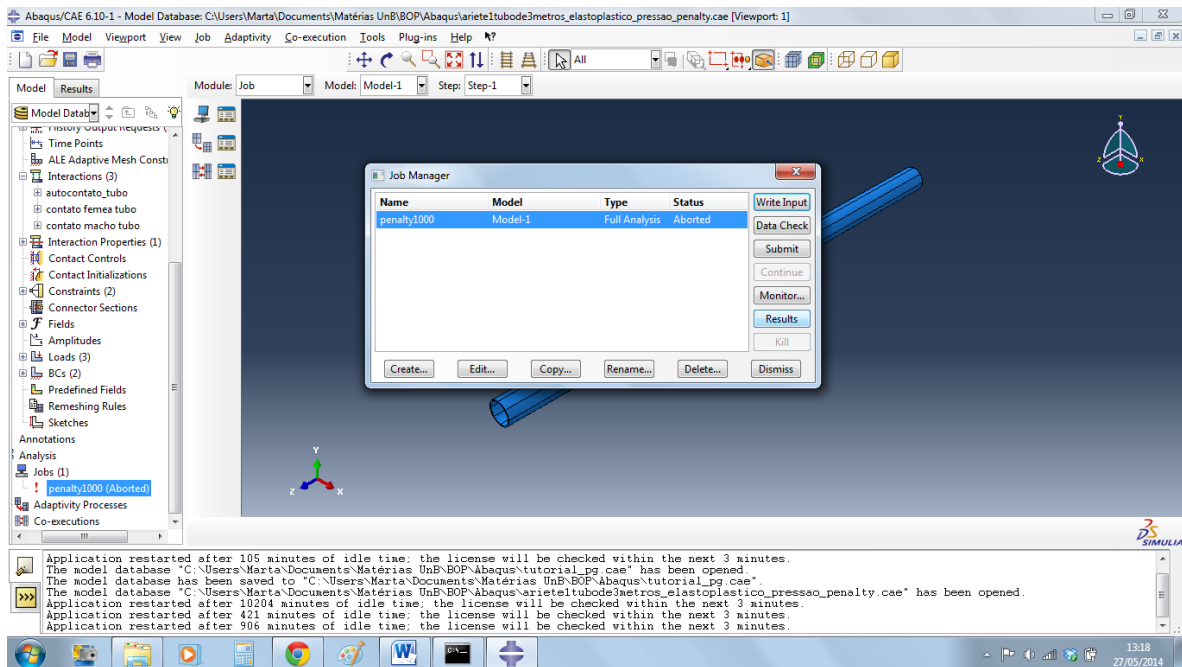 Abaqus/CAE 6.10-1 - Model Database: C:\Users\Marta\Documents\Matérias UnB\BOP\Abaqus\ariete1tubode3metros_elastoplastico_pressao_penalty.cae [Viewport: 1]
File Model Viewport View Job Adaptivity Co-execution Tools Plug-ins Help
All
Model Results
Module: Job Model: Model-1 Step: Step-1
Model Datab
History Output Requests (
Time Points
ALE Adaptive Mesh Constr
Interactions (3)
autocontato_tubo
contato femea tubo
contato macho tubo
Interaction Properties (1)
Contact Controls
Contact Initializations
Constraints (2)
Connector Sections
Fields
Amplitudes
Loads (3)
BCs (2)
Predefined Fields
Remeshing Rules
Sketches
Annotations
Analysis
Jobs (1)
penalty1000 (Aborted)
Adaptivity Processes
Co-executions
Job Manager
Name Model Type Status
penalty1000 Model-1 Full Analysis Aborted
Write Input
Data Check
Submit
Continue
Monitor...
Results
Kill
Create... Edit... Copy... Rename... Delete... Dismiss
Y
Z X
Y
Z X
SIMULIA
Application restarted after 105 minutes of idle time; the license will be checked within the next 3 minutes.
The model database "C:\Users\Marta\Documents\Matérias UnB\BOP\Abaqus\tutorial_pg.cae" has been opened.
The model database has been saved to "C:\Users\Marta\Documents\Matérias UnB\BOP\Abaqus\tutorial_pg.cae".
The model database "C:\Users\Marta\Documents\Matérias UnB\BOP\Abaqus\ariete1tubode3metros_elastoplastico_pressao_penalty.cae" has been opened.
Application restarted after 10204 minutes of idle time; the license will be checked within the next 3 minutes.
Application restarted after 421 minutes of idle time; the license will be checked within the next 3 minutes.
Application restarted after 906 minutes of idle time; the license will be checked within the next 3 minutes.
13:18
27/05/2014